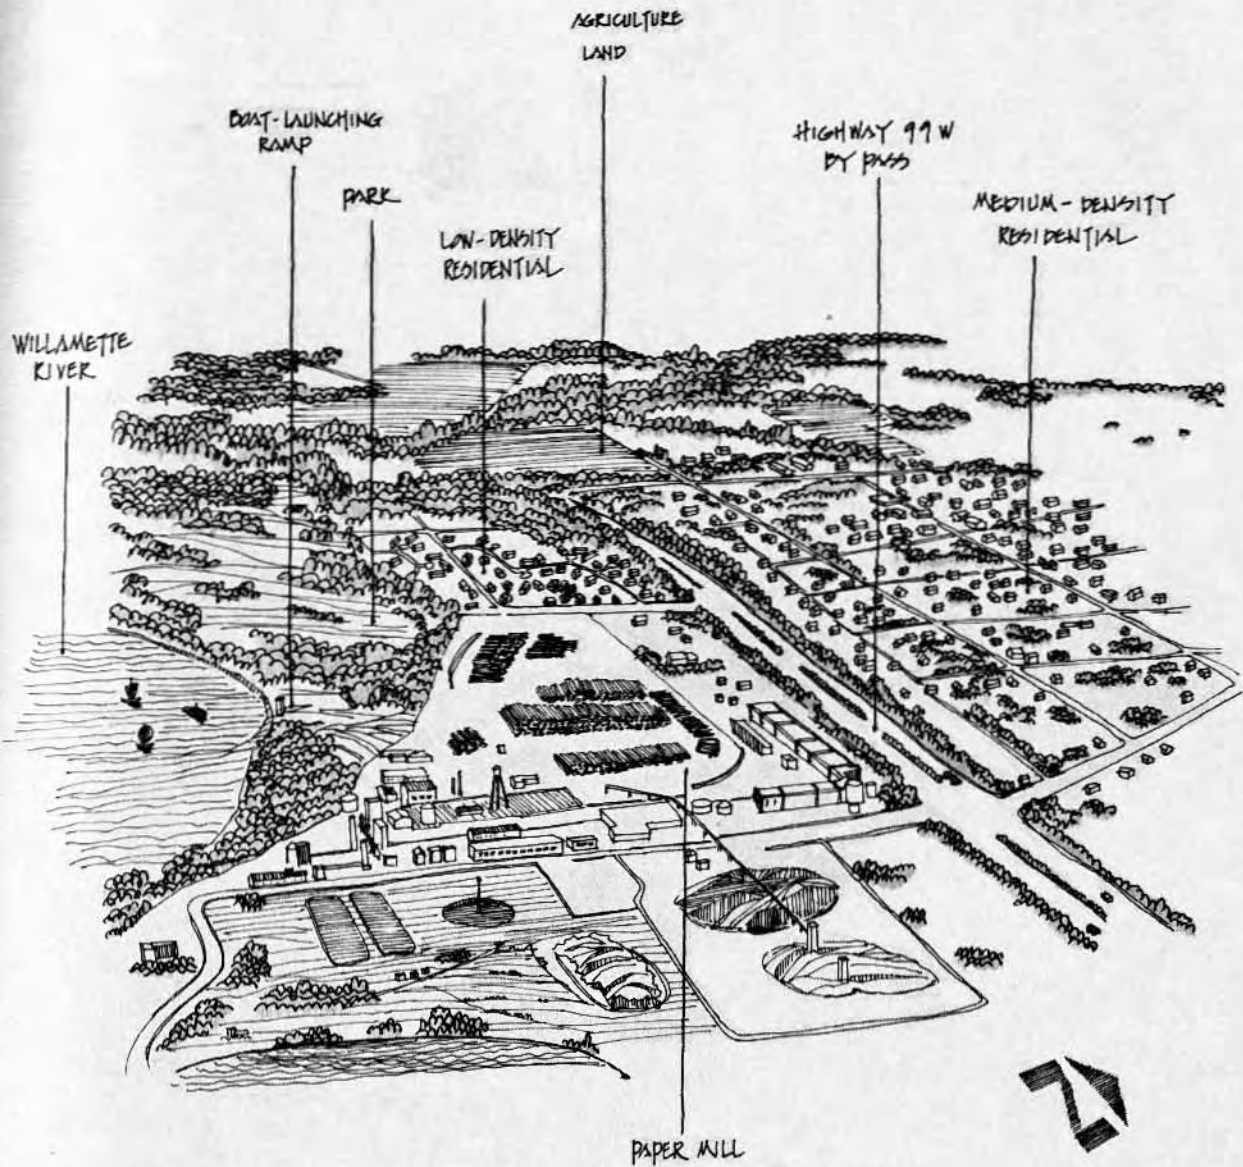 AGRICULTURE
LAND
BOAT-LAUNCHING
RAMP
PARK
LOW-DENSITY
RESIDENTIAL
HIGHWAY 99W
BY PASS
MEDIUM-DENSITY
RESIDENTIAL
WILLAMETTE
RIVER
PAPER MILL